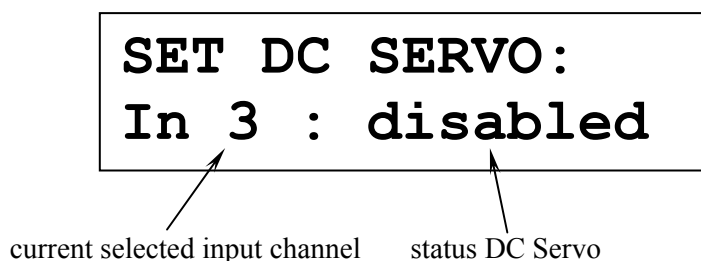 SET DC SERVO:
In 3 : disabled
current selected input channel status DC Servo